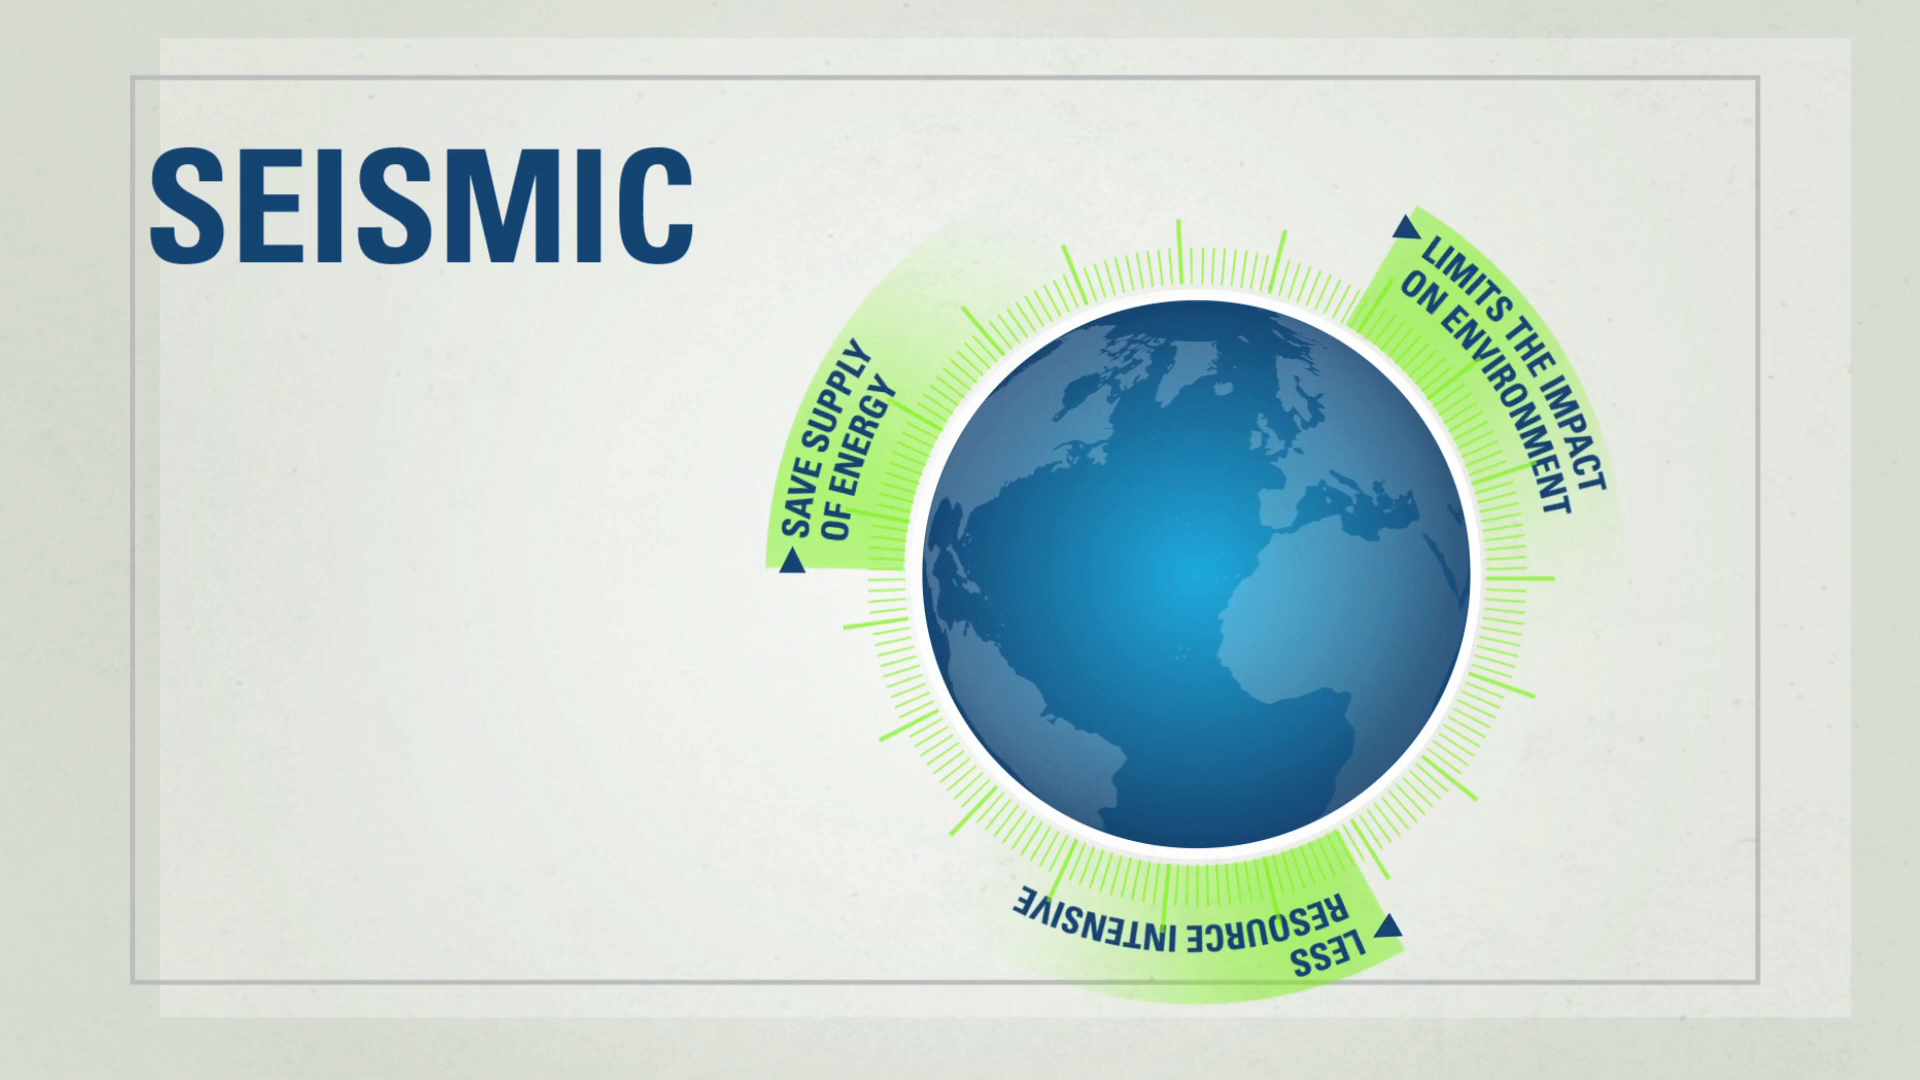 SEISMIC
SAVE SUPPLY
OF ENERGY
LIMITS THE IMPACT
ON ENVIRONMENT
LESS
RESOURCE INTENSIVE